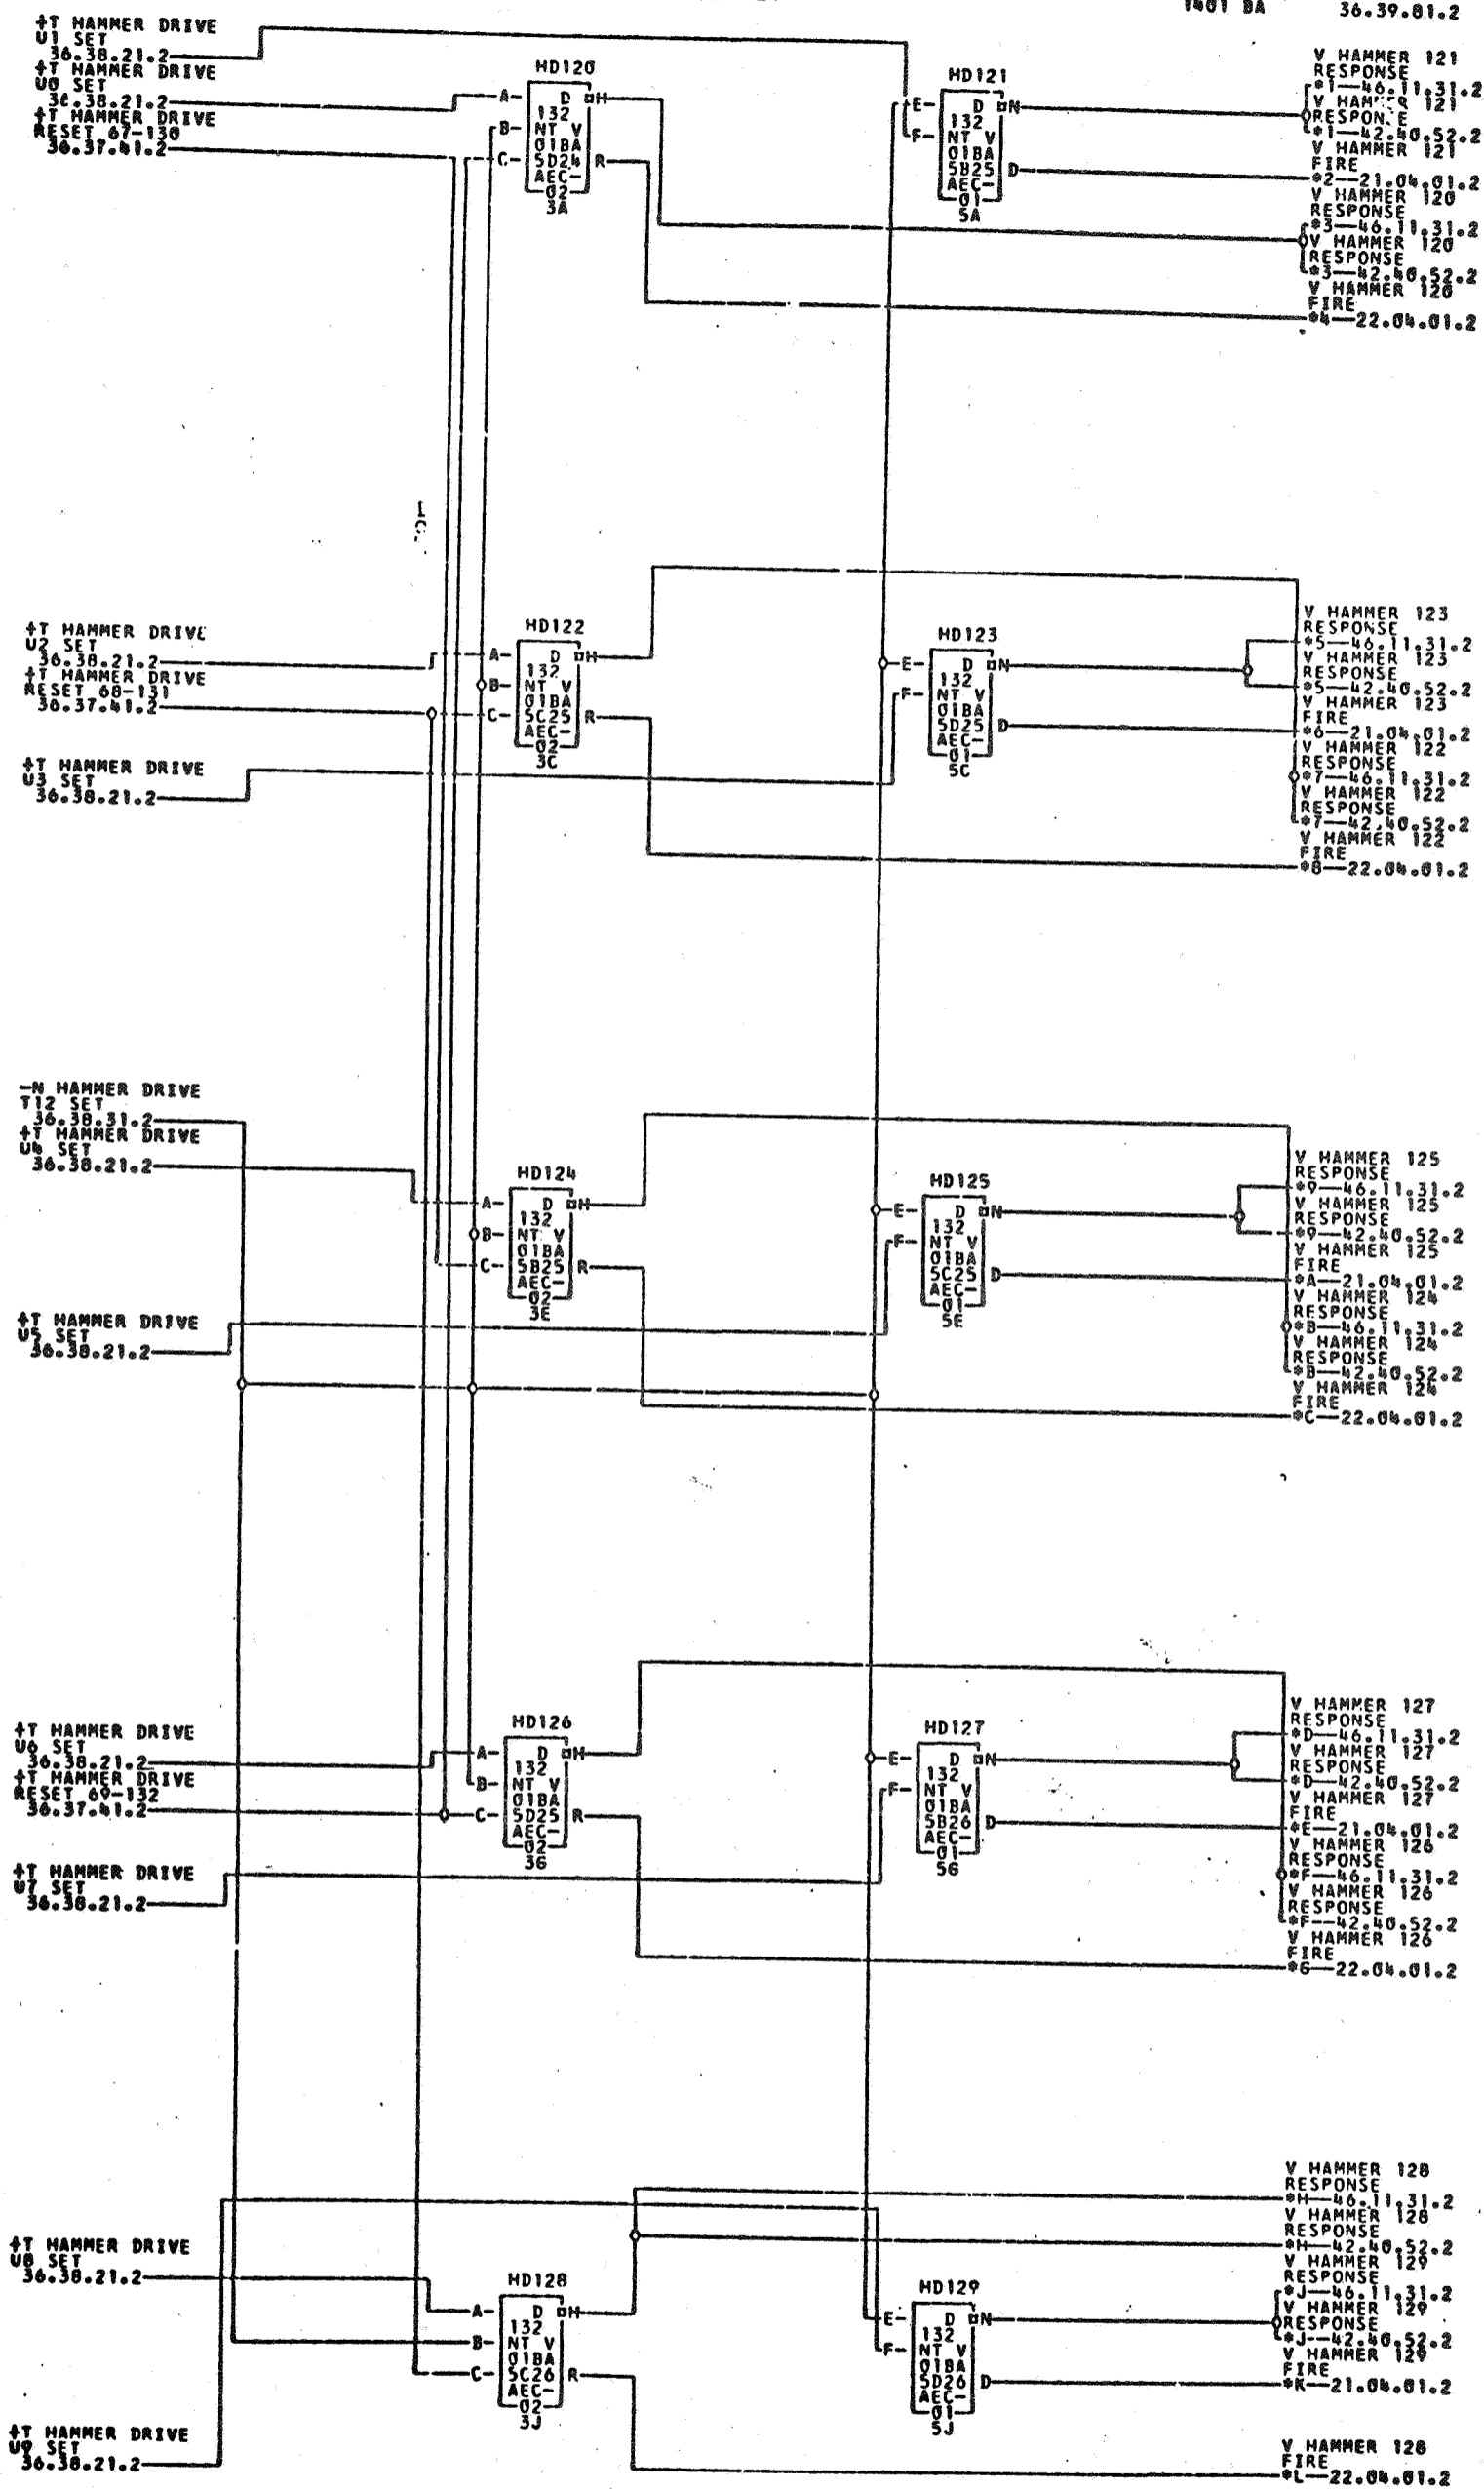 1401 BA 36.39.81.2
+T HAMMER DRIVE
U1 SET
36.38.21.2
+T HAMMER DRIVE
U0 SET
36.38.21.2
+T HAMMER DRIVE
RESET 67-130
36.37.41.2
HD120
A- D H
132
B- NT V
01BA
C- 5D24 R
AEC-
02
3A
HD121
E- D N
132
F- NT V
01BA
5B25 D
AEC-
01
5A
V HAMMER 121
RESPONSE
*1—46.11.31.2
V HAMMER 121
RESPONSE
*1—42.40.52.2
V HAMMER 121
FIRE
*2—21.04.01.2
V HAMMER 120
RESPONSE
*3—46.11.31.2
V HAMMER 120
RESPONSE
*3—42.40.52.2
V HAMMER 120
FIRE
*4—22.04.01.2
+T HAMMER DRIVE
U2 SET
36.38.21.2
+T HAMMER DRIVE
RESET 68-131
36.37.41.2
+T HAMMER DRIVE
U3 SET
36.38.21.2
HD122
A- D H
132
B- NT V
01BA
C- 5C25 R
AEC-
02
3C
HD123
E- D N
132
F- NT V
01BA
5D25 D
AEC-
01
5C
V HAMMER 123
RESPONSE
*5—46.11.31.2
V HAMMER 123
RESPONSE
*5—42.40.52.2
V HAMMER 123
FIRE
*6—21.04.01.2
V HAMMER 122
RESPONSE
*7—46.11.31.2
V HAMMER 122
RESPONSE
*7—42.40.52.2
V HAMMER 122
FIRE
*8—22.04.01.2
-N HAMMER DRIVE
T12 SET
36.38.31.2
+T HAMMER DRIVE
U4 SET
36.38.21.2
+T HAMMER DRIVE
U5 SET
36.38.21.2
HD124
A- D H
132
B- NT V
01BA
C- 5B25 R
AEC-
02
3E
HD125
E- D N
132
F- NT V
01BA
5C25 D
AEC-
01
5E
V HAMMER 125
RESPONSE
*9—46.11.31.2
V HAMMER 125
RESPONSE
*9—42.40.52.2
V HAMMER 125
FIRE
*A—21.04.01.2
V HAMMER 124
RESPONSE
*B—46.11.31.2
V HAMMER 124
RESPONSE
*B—42.40.52.2
V HAMMER 124
FIRE
*C—22.04.01.2
+T HAMMER DRIVE
U6 SET
36.38.21.2
+T HAMMER DRIVE
RESET 69-132
36.37.41.2
+T HAMMER DRIVE
U7 SET
36.38.21.2
HD126
A- D H
132
B- NT V
01BA
C- 5D25 R
AEC-
02
3G
HD127
E- D N
132
F- NT V
01BA
5B26 D
AEC-
01
5G
V HAMMER 127
RESPONSE
*D—46.11.31.2
V HAMMER 127
RESPONSE
*D—42.40.52.2
V HAMMER 127
FIRE
*E—21.04.01.2
V HAMMER 126
RESPONSE
*F—46.11.31.2
V HAMMER 126
RESPONSE
*F—42.40.52.2
V HAMMER 126
FIRE
*G—22.04.01.2
+T HAMMER DRIVE
U8 SET
36.38.21.2
+T HAMMER DRIVE
U9 SET
36.38.21.2
HD128
A- D H
132
B- NT V
01BA
C- 5C26 R
AEC-
02
3J
HD129
E- D N
132
F- NT V
01BA
5D26 D
AEC-
01
5J
V HAMMER 128
RESPONSE
*H—46.11.31.2
V HAMMER 128
RESPONSE
*H—42.40.52.2
V HAMMER 129
RESPONSE
*J—46.11.31.2
V HAMMER 129
RESPONSE
*J—42.40.52.2
V HAMMER 129
FIRE
*K—21.04.01.2
V HAMMER 128
FIRE
*L—22.04.01.2